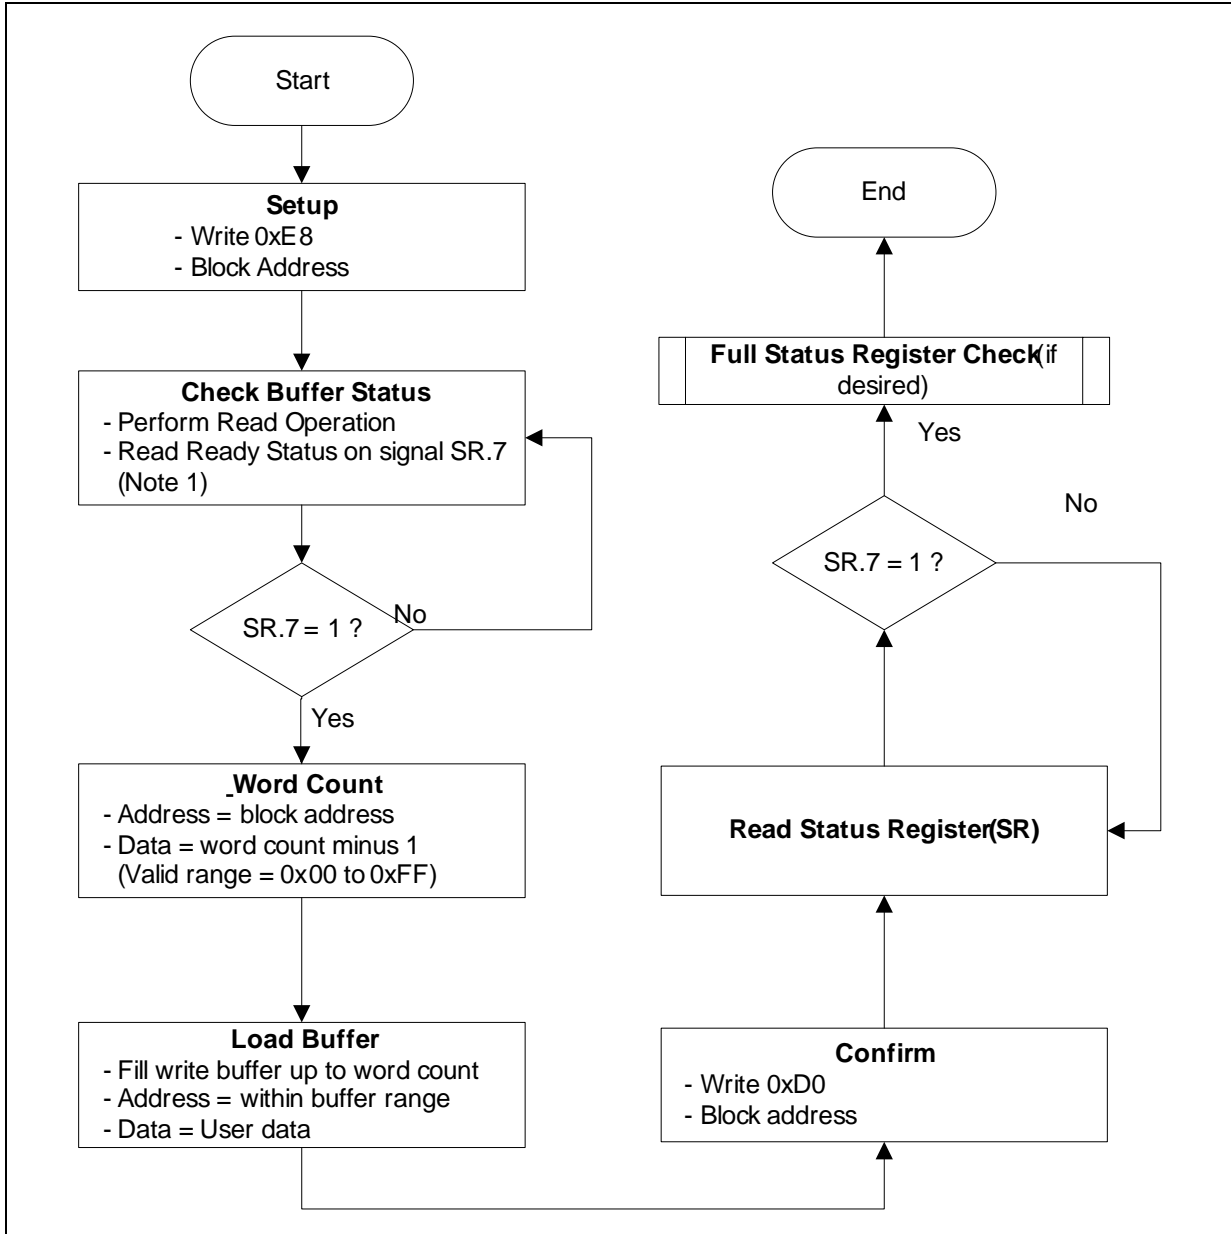 Start
Setup
- Write 0xE8
- Block Address
Check Buffer Status
- Perform Read Operation
- Read Ready Status on signal SR.7
(Note 1)
SR.7 = 1 ?
No
Yes
_Word Count
- Address = block address
- Data = word count minus 1
(Valid range = 0x00 to 0xFF)
Load Buffer
- Fill write buffer up to word count
- Address = within buffer range
- Data = User data
End
Full Status Register Check(if
desired)
Yes
No
SR.7 = 1 ?
Read Status Register(SR)
Confirm
- Write 0xD0
- Block address